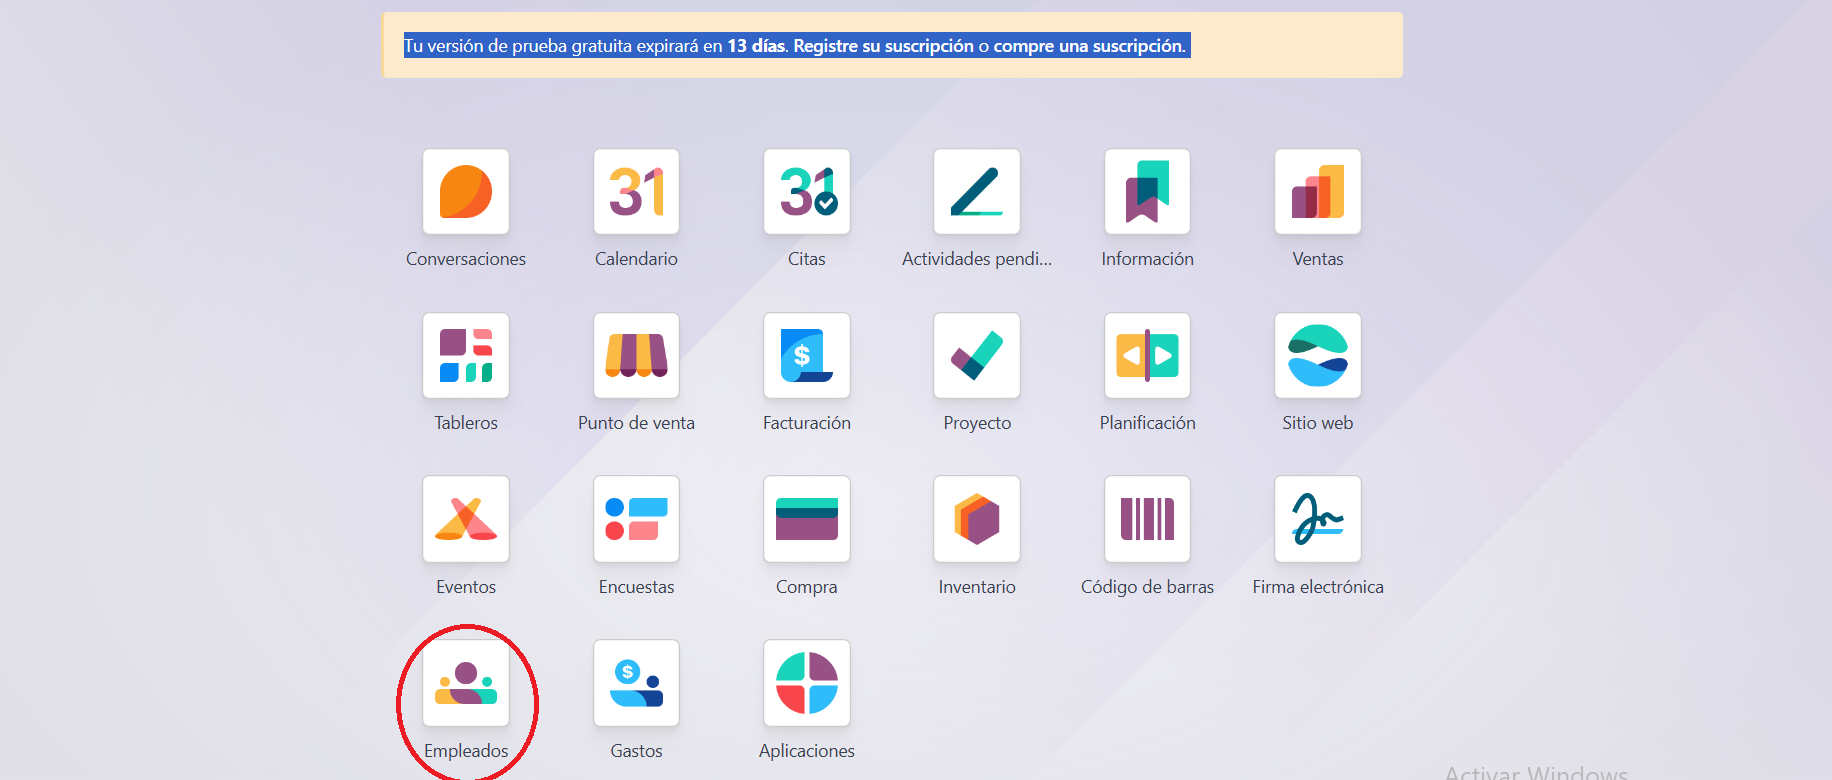 Tu versión de prueba gratuita expirará en 13 días. Registre su suscripción o compre una suscripción.
31
31
Conversaciones
Calendario
Citas
Actividades pendi...
Información
Ventas
$
Tableros
Punto de venta
Facturación
Proyecto
Planificación
Sitio web
Eventos
Encuestas
Compra
Inventario
Código de barras
Firma electrónica
$
Empleados
Gastos
Aplicaciones
Activar Windows